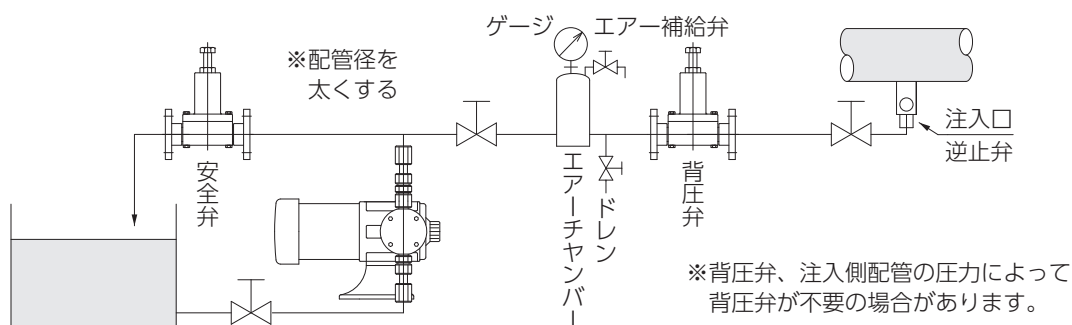 ゲージ
エアー補給弁
※配管径を
太くする
注入口
逆止弁
安全弁
背圧弁
エアーチヤンバー
ドレン
※背圧弁、注入側配管の圧力によって
背圧弁が不要の場合があります。